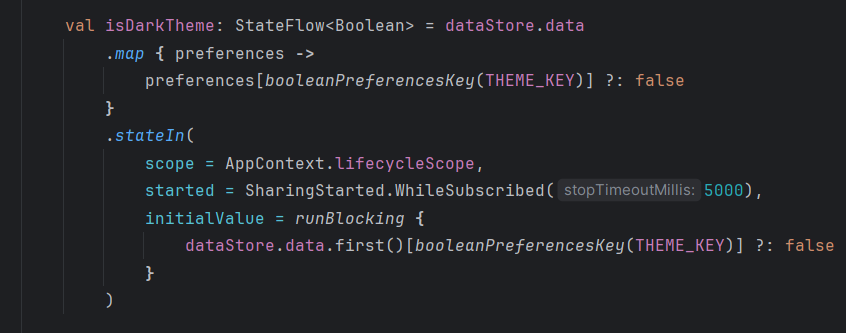 val isDarkTheme: StateFlow<Boolean> = dataStore.data
.map { preferences ->
preferences[booleanPreferencesKey(THEME_KEY)] ?: false
}
.stateIn(
scope = AppContext.lifecycleScope,
started = SharingStarted.WhileSubscribed( stopTimeoutMillis: 5000),
initialValue = runBlocking {
dataStore.data.first()[booleanPreferencesKey(THEME_KEY)] ?: false
}
)